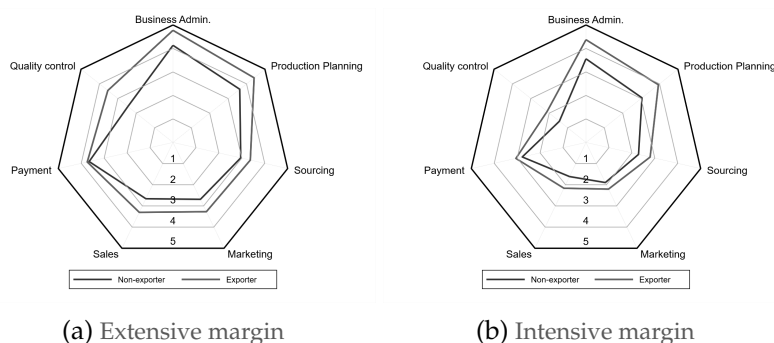 Business Admin.
Quality control
Production Planning
Payment
Sourcing
Sales
Marketing
1
2
3
4
5
Non-exporter
Exporter
(a) Extensive margin
Business Admin.
Quality control
Production Planning
Payment
Sourcing
Sales
Marketing
1
2
3
4
5
Non-exporter
Exporter
(b) Intensive margin